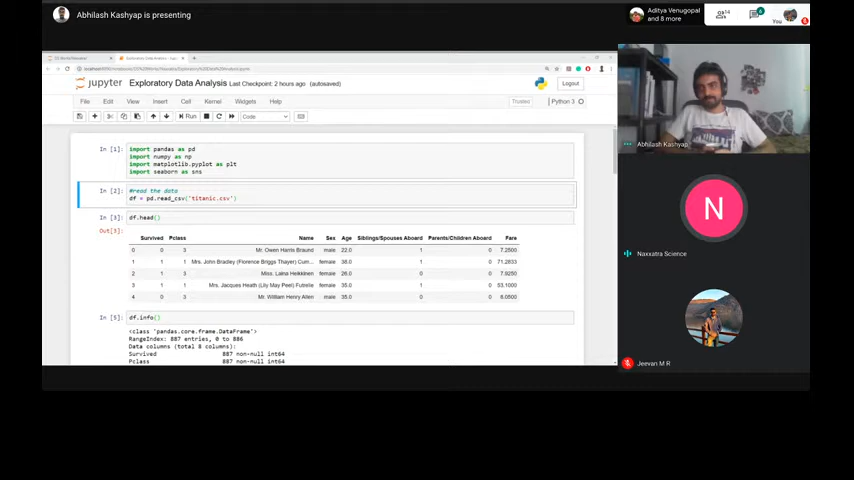 Abhilash Kashyap is presenting
Aditya Venugopal
and 8 more
14
6
You
jupyter Exploratory Data Analysis Last Checkpoint: 2 hours ago (autosaved)
Logout
File Edit View Insert Cell Kernel Widgets Help
Trusted
Python 3
Run
Code
In [1]:
import pandas as pd
import numpy as np
import matplotlib.pyplot as plt
import seaborn as sns
In [2]:
#read the data
df = pd.read_csv('titanic.csv')
In [3]:
df.head()
Out[3]:
Survived Pclass Name Sex Age Siblings/Spouses Aboard Parents/Children Aboard Fare
0 0 3 Mr. Owen Harris Braund male 22.0 1 0 7.2500
1 1 1 Mrs. John Bradley (Florence Briggs Thayer) Cum... female 38.0 1 0 71.2833
2 1 3 Miss. Laina Heikkinen female 26.0 0 0 7.9250
3 1 1 Mrs. Jacques Heath (Lily May Peel) Futrelle female 35.0 1 0 53.1000
4 0 3 Mr. William Henry Allen male 35.0 0 0 8.0500
In [5]:
df.info()
<class 'pandas.core.frame.DataFrame'>
RangeIndex: 887 entries, 0 to 886
Data columns (total 8 columns):
Survived 887 non-null int64
Pclass 887 non-null int64
Abhilash Kashyap
N
Naxxatra Science
Jeevan M R